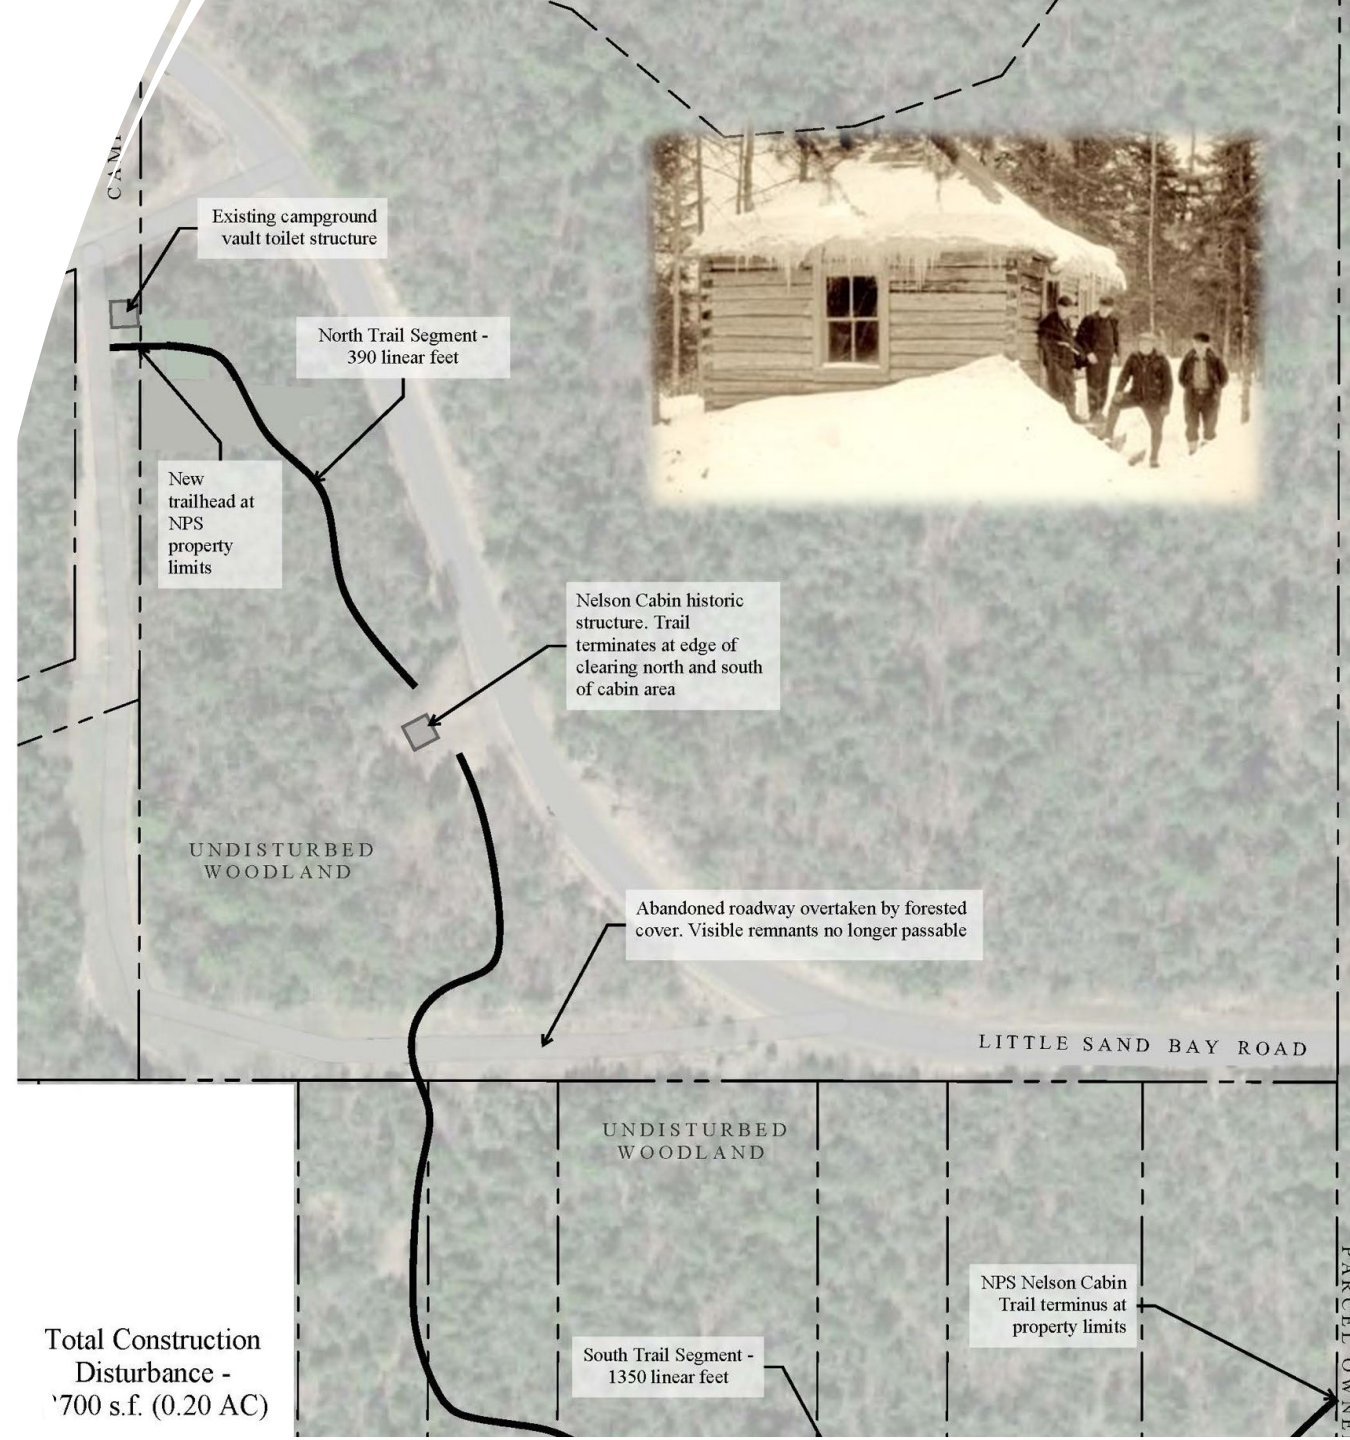 CAMP
Existing campground
vault toilet structure
North Trail Segment -
390 linear feet
New
trailhead at
NPS
property
limits
Nelson Cabin historic
structure. Trail
terminates at edge of
clearing north and south
of cabin area
UNDISTURBED
WOODLAND
Abandoned roadway overtaken by forested
cover. Visible remnants no longer passable
LITTLE SAND BAY ROAD
UNDISTURBED
WOODLAND
NPS Nelson Cabin
Trail terminus at
property limits
PARCEL
South Trail Segment -
1350 linear feet
Total Construction
Disturbance -
700 s.f. (0.20 AC)